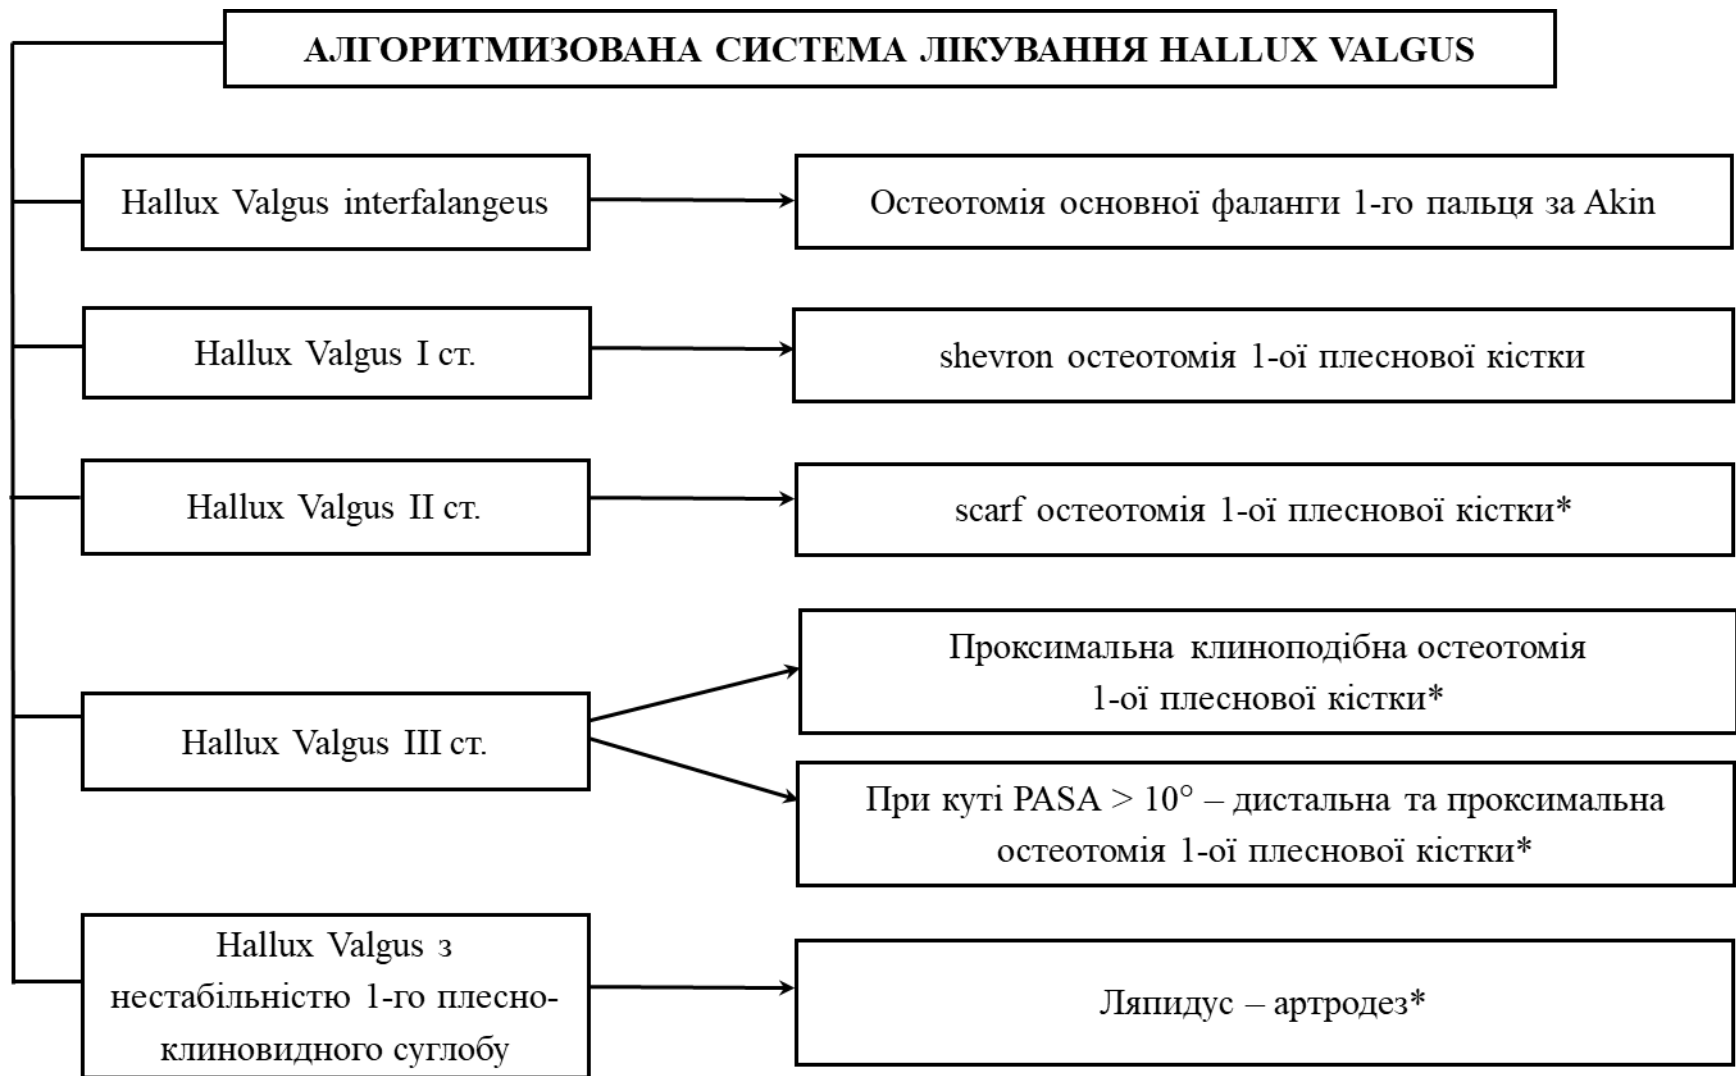 АЛГОРИТМИЗОВАНА СИСТЕМА ЛІКУВАННЯ HALLUX VALGUS
Hallux Valgus interfalangeus
Остеотомія основної фаланги 1-го пальця за Akin
Hallux Valgus I ст.
shevron остеотомія 1-ої плеснової кістки
Hallux Valgus II ст.
scarf остеотомія 1-ої плеснової кістки*
Hallux Valgus III ст.
Проксимальна клиноподібна остеотомія
1-ої плеснової кістки*
При куті PASA > 10° – дистальна та проксимальна
остеотомія 1-ої плеснової кістки*
Hallux Valgus з
нестабільністю 1-го плесно-
клиновидного суглобу
Ляпидус – артродез*